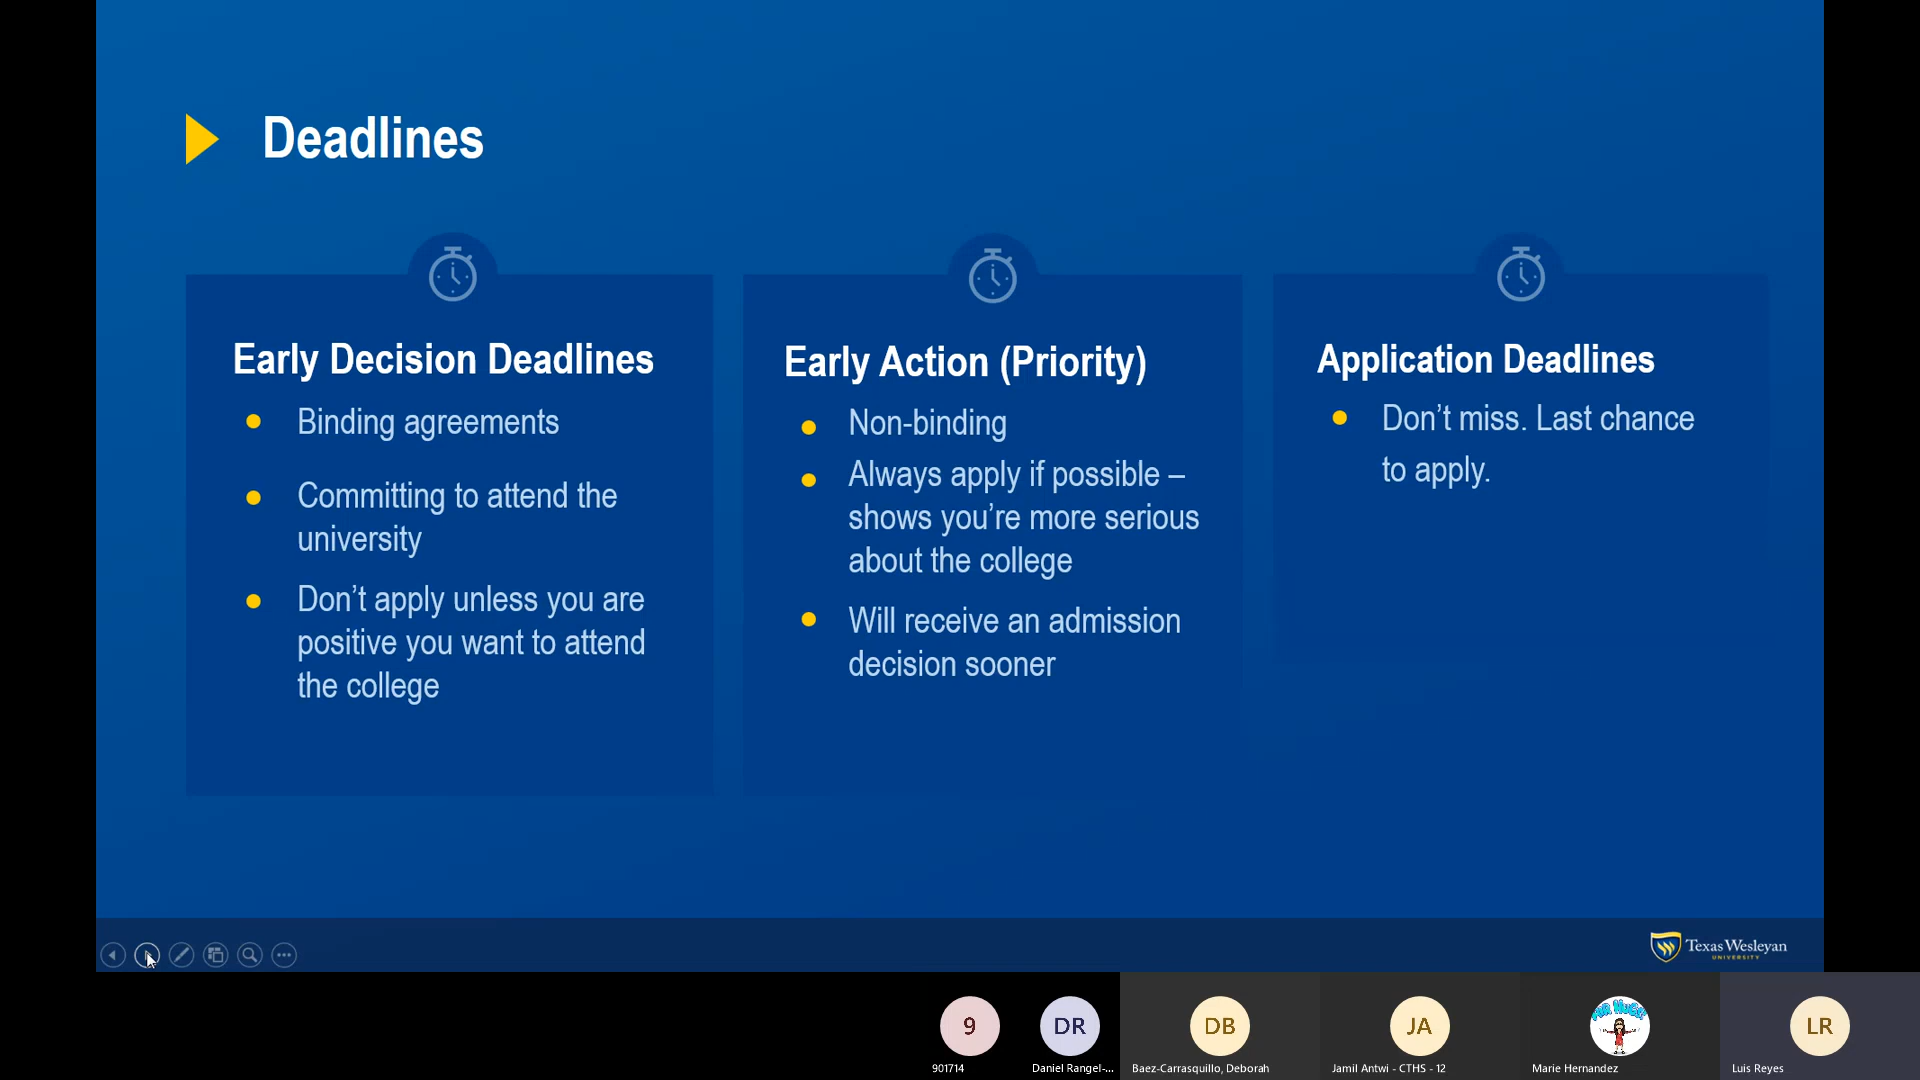 Deadlines
Early Decision Deadlines
Binding agreements
Committing to attend the
university
Don’t apply unless you are
positive you want to attend
the college
Early Action (Priority)
Non-binding
Always apply if possible –
shows you’re more serious
about the college
Will receive an admission
decision sooner
Application Deadlines
Don’t miss. Last chance
to apply.
Texas Wesleyan
UNIVERSITY
9
DR
DB
JA
LR
901714
Daniel Rangel-...
Baez-Carrasquillo, Deborah
Jamil Antwi - CTHS - 12
Marie Hernandez
Luis Reyes